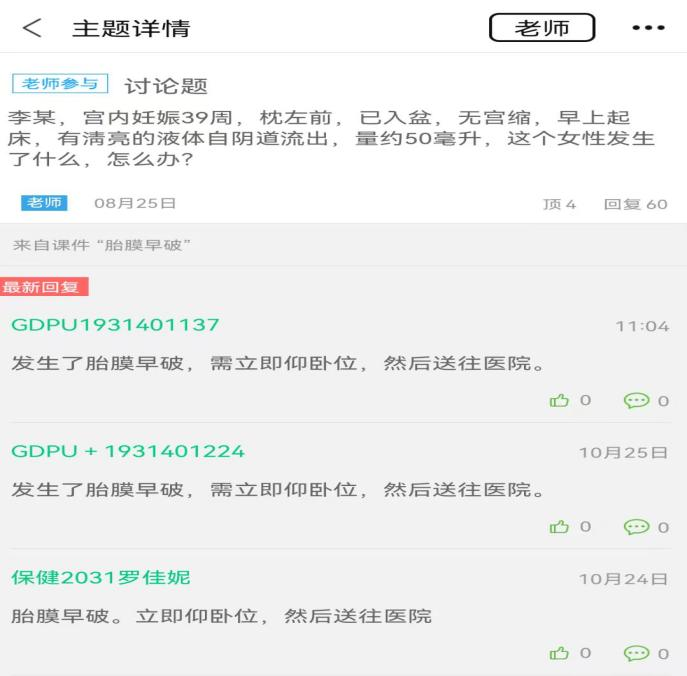 主题详情
老师
老师参与 讨论题
李某，宫内妊娠39周，枕左前，已入盆，无宫缩，早上起
床，有清亮的液体自阴道流出，量约50毫升，这个女性发生
了什么，怎么办？
老师 08月25日 顶 4 回复 60
来自课件“胎膜早破”
最新回复
GDPU1931401137 11:04
发生了胎膜早破，需立即仰卧位，然后送往医院。
0 0
GDPU + 1931401224 10月25日
发生了胎膜早破，需立即仰卧位，然后送往医院。
0 0
保健2031罗佳妮 10月24日
胎膜早破。立即仰卧位，然后送往医院
0 0